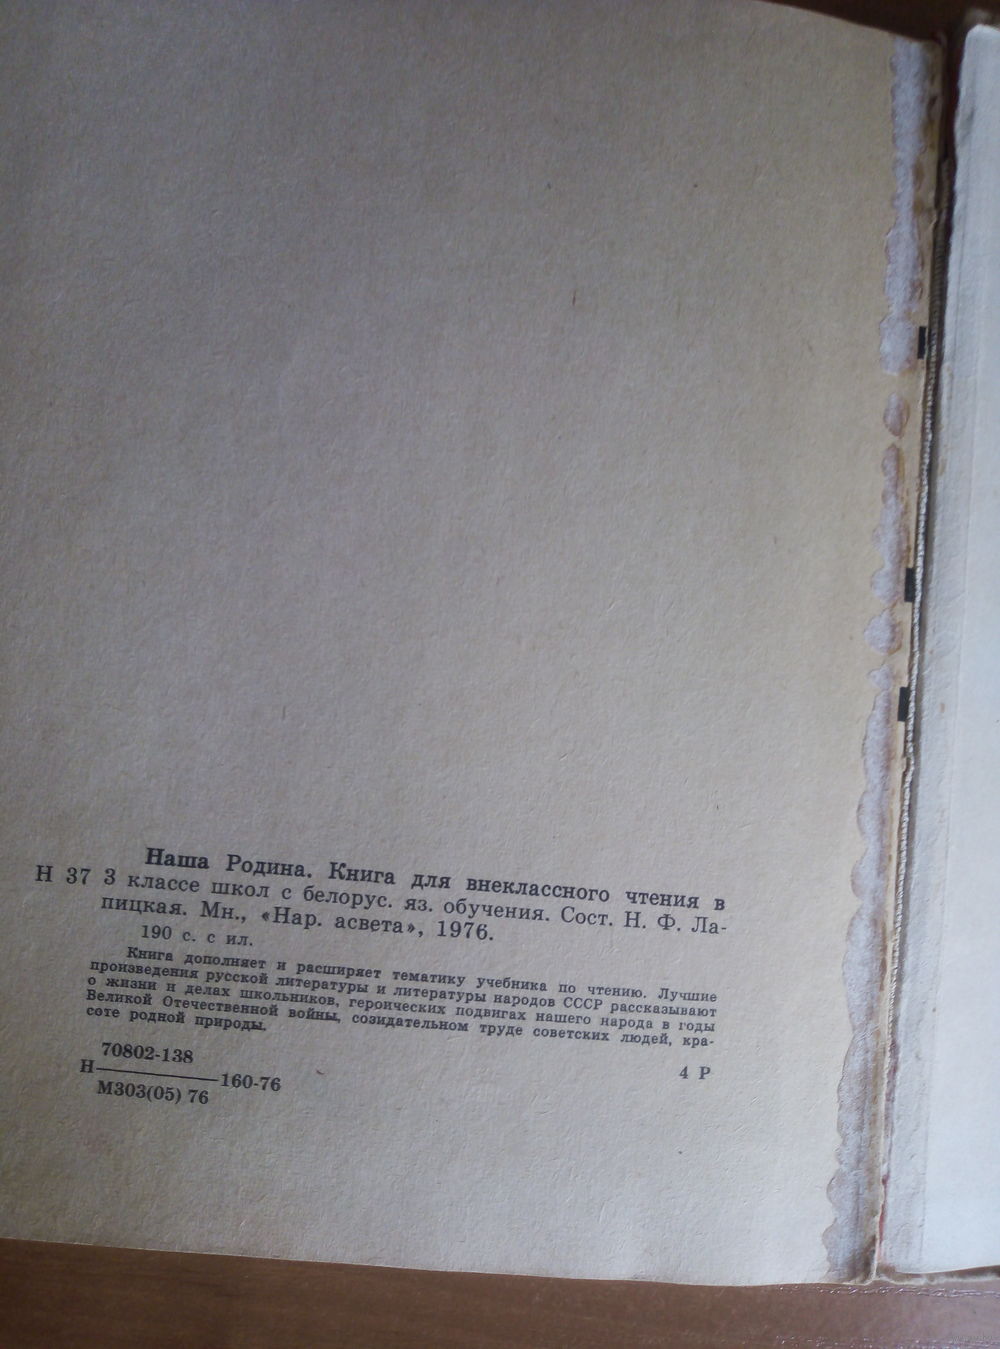 Наша Родина. Книга для внеклассного чтения в
Н 37 3 классе школ с белорус. яз. обучения. Сост. Н. Ф. Ла-
пицкая. Мн., «Нар. асвета», 1976.
190 с. с ил.
Книга дополняет и расширяет тематику учебника по чтению. Лучшие
произведения русской литературы и литературы народов СССР рассказывают
о жизни и делах школьников, героических подвигах нашего народа в годы
Великой Отечественной войны, созидательном труде советских людей, кра-
соте родной природы.
70802-138
Н———160-76
М303(05) 76
4 Р